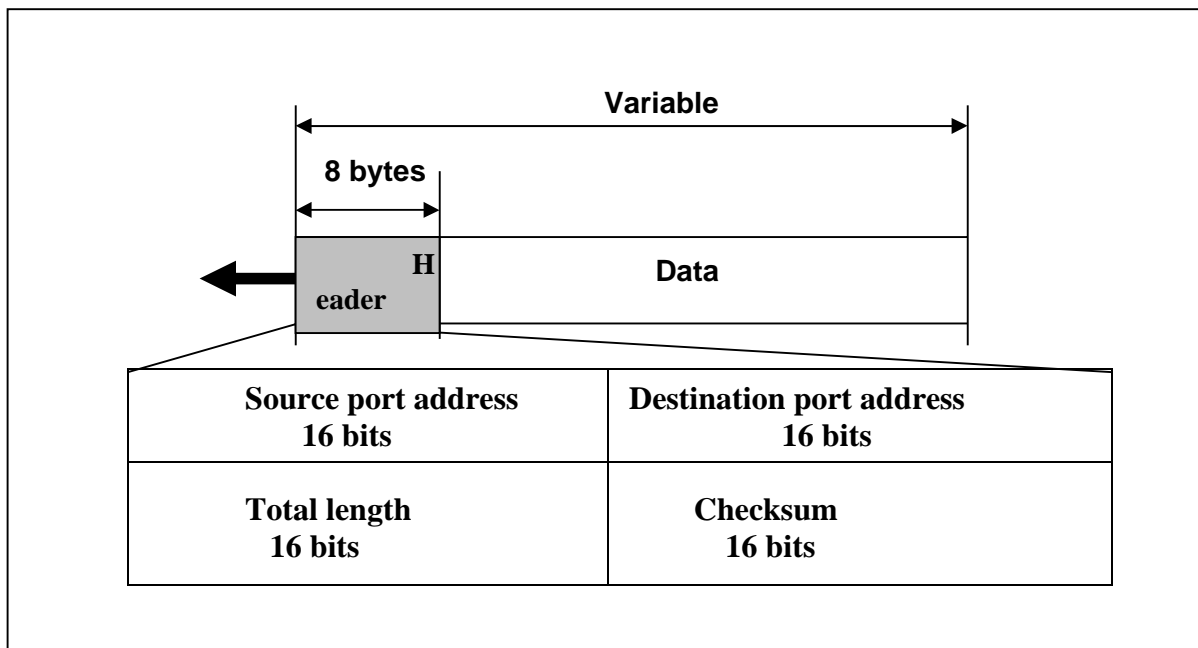 Variable
8 bytes
H
eader
Data
Source port address
16 bits
Destination port address
16 bits
Total length
16 bits
Checksum
16 bits